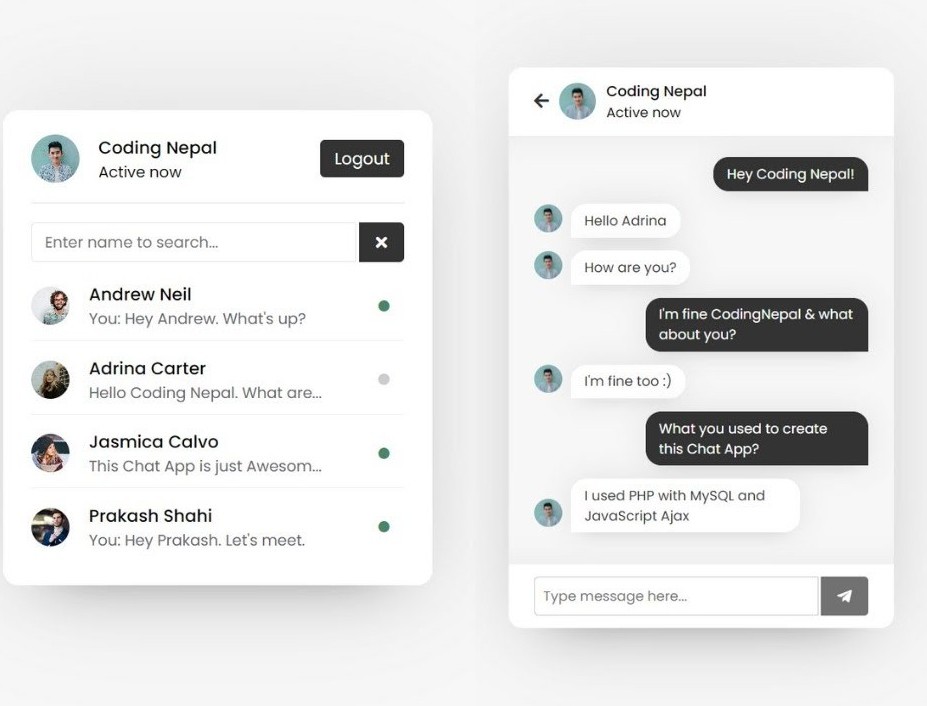 Coding Nepal
Active now
Logout
Enter name to search...
Andrew Neil
You: Hey Andrew. What's up?
Adrina Carter
Hello Coding Nepal. What are...
Jasmica Calvo
This Chat App is just Awesom...
Prakash Shahi
You: Hey Prakash. Let's meet.
Coding Nepal
Active now
Hey Coding Nepal!
Hello Adrina
How are you?
I'm fine CodingNepal & what
about you?
I'm fine too :)
What you used to create
this Chat App?
I used PHP with MySQL and
JavaScript Ajax
Type message here...